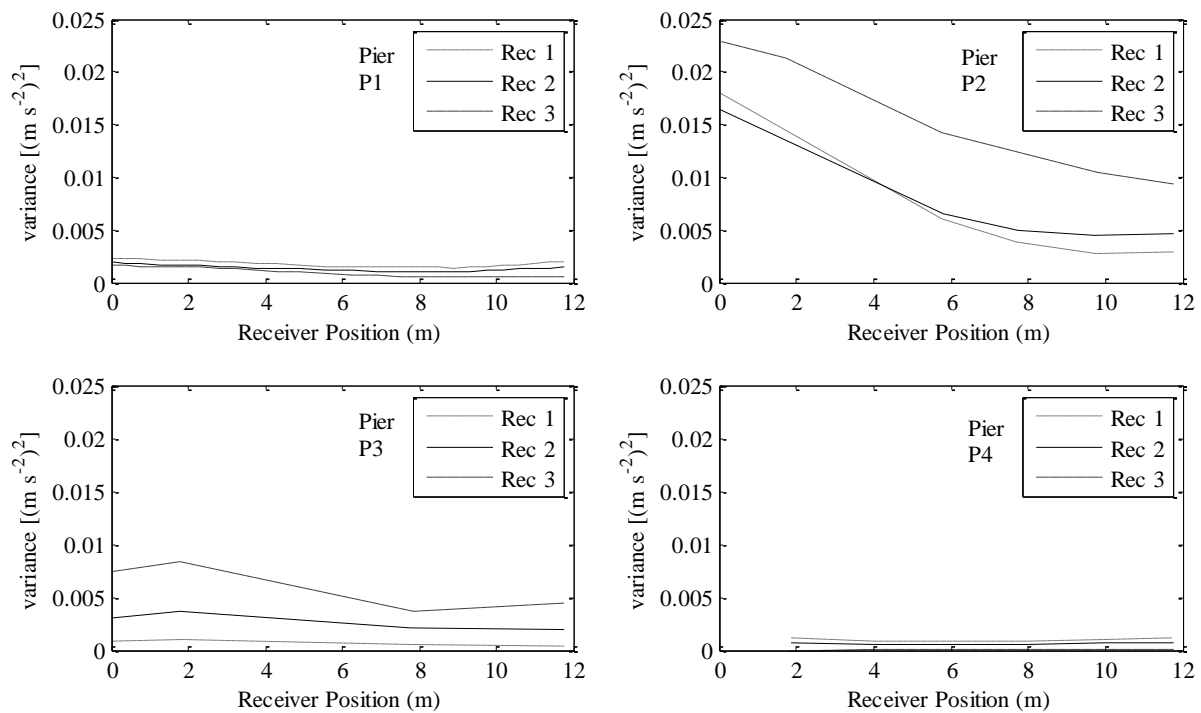 0.025
0.02
0.015
0.01
0.005
0
variance [(m s⁻²)²]
Pier
P1
Rec 1
Rec 2
Rec 3
0 2 4 6 8 10 12
Receiver Position (m)
0.025
0.02
0.015
0.01
0.005
0
variance [(m s⁻²)²]
Pier
P2
Rec 1
Rec 2
Rec 3
0 2 4 6 8 10 12
Receiver Position (m)
0.025
0.02
0.015
0.01
0.005
0
variance [(m s⁻²)²]
Pier
P3
Rec 1
Rec 2
Rec 3
0 2 4 6 8 10 12
Receiver Position (m)
0.025
0.02
0.015
0.01
0.005
0
variance [(m s⁻²)²]
Pier
P4
Rec 1
Rec 2
Rec 3
0 2 4 6 8 10 12
Receiver Position (m)